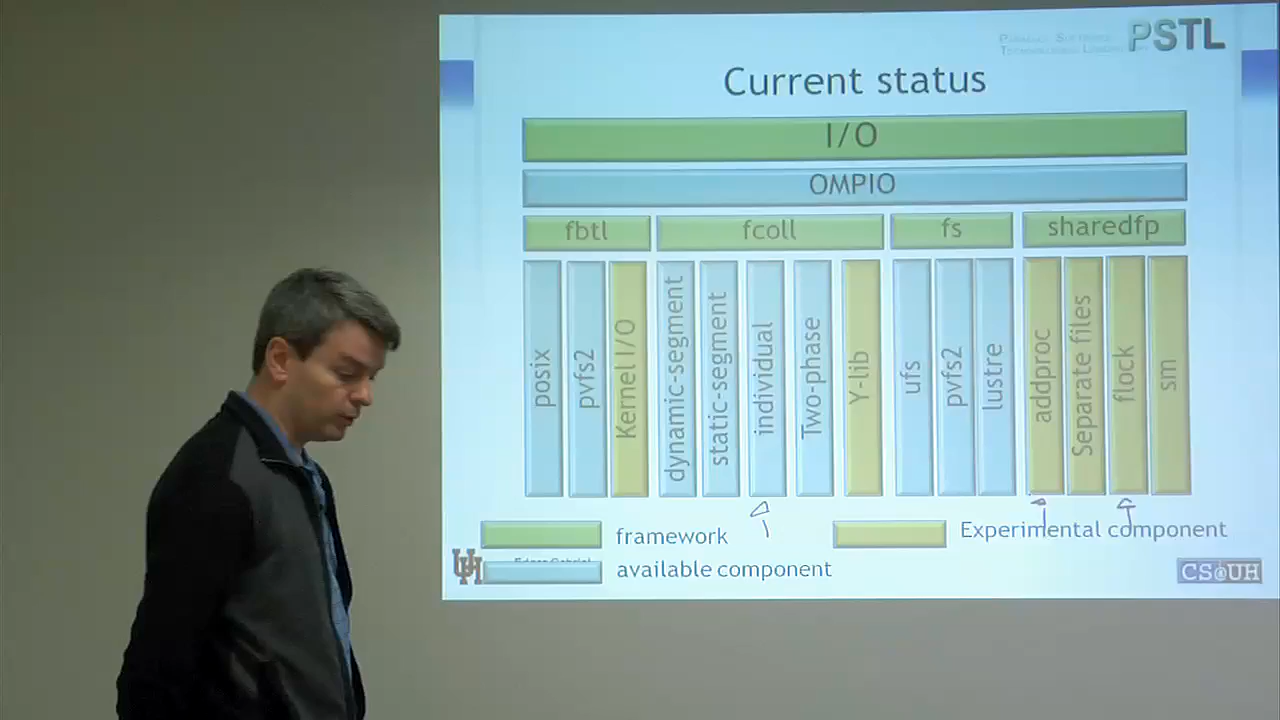 PSTL
Current status
I/O
OMPIO
fbtl fcoll fs sharedfp
posix pvfs2 Kernel I/O dynamic-segment static-segment individual Two-phase Y-lib ufs pvfs2 lustre addproc Separate files flock sm
framework Experimental component
UH
available component CS@UH